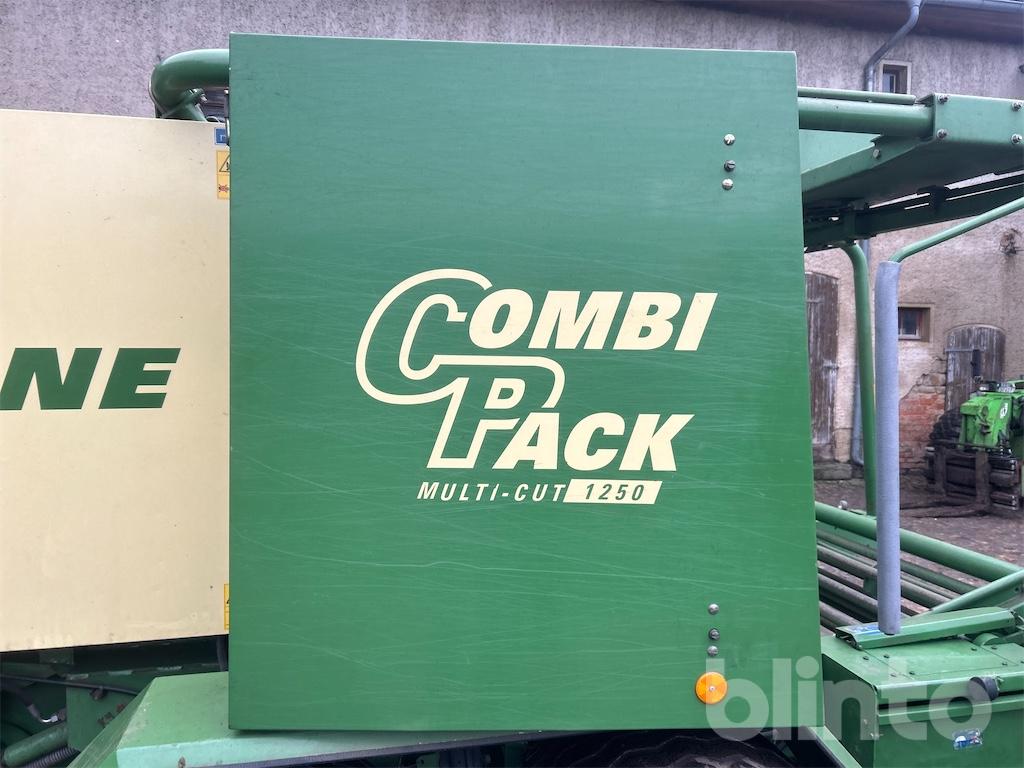 NE
COMBI
PACK
MULTi-CUT 1250
blinto